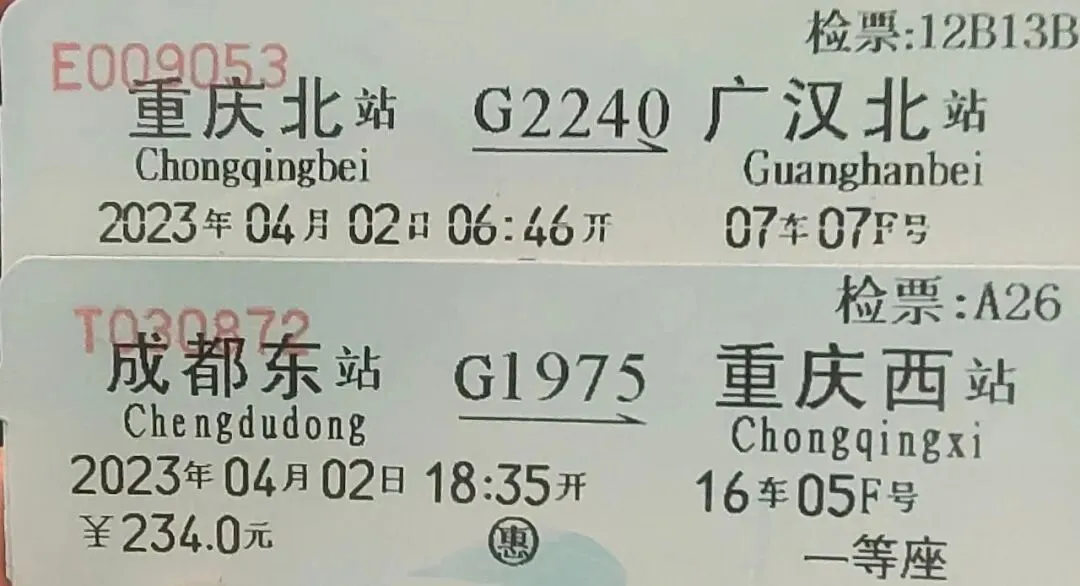 检票:12B13B
E009053
重庆北站 G2240 广汉北站
Chongqingbei Guanghanbei
2023年04月02日 06:46开 07车07F号
检票:A26
T030872
成都东站 G1975 重庆西站
Chengdudong Chongqingxi
2023年04月02日 18:35开 16车05F号
￥234.0元 惠 一等座